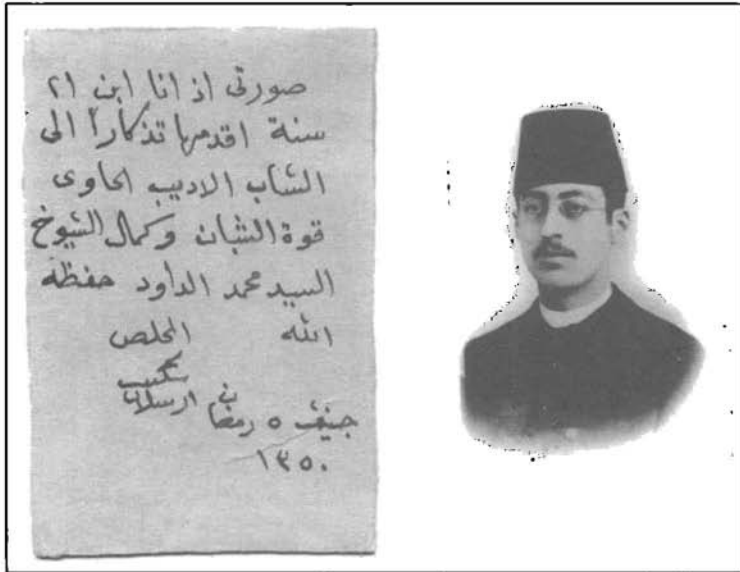 صورتى اذ انا ابن ٢١
سنة اقدمها تذكاراً الى
الشاب الاديب الحاوى
قوة الشبان وكمال الشيوخ
السيد محمد الداود حفظه
الله المخلص
شكيب
ارسلان
جنيف ٥ رمضان
١٣٥٠